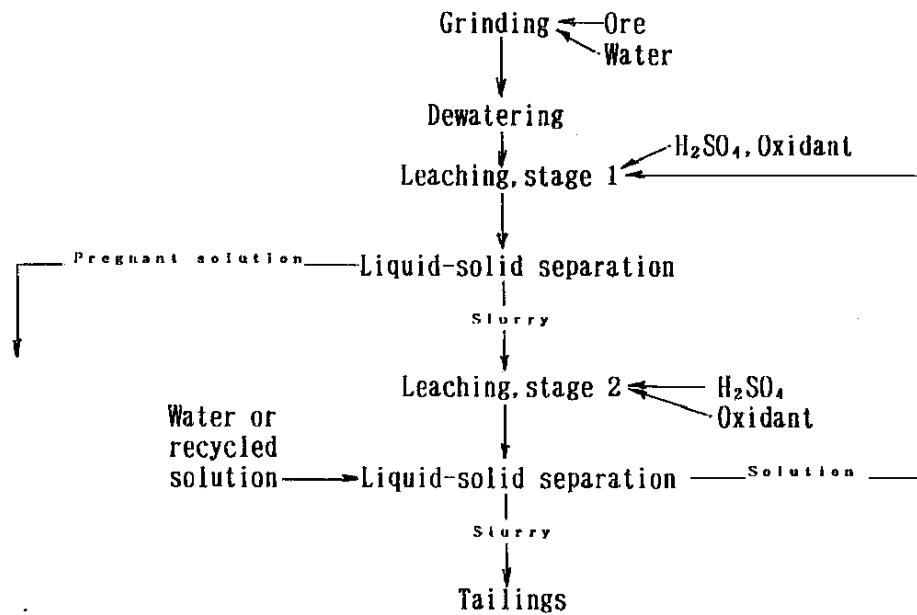 Grinding
Ore
Water
Dewatering
H₂SO₄, Oxidant
Leaching, stage 1
Pregnant solution
Liquid-solid separation
Slurry
Leaching, stage 2
H₂SO₄
Oxidant
Water or
recycled
solution
Liquid-solid separation
Solution
Slurry
Tailings